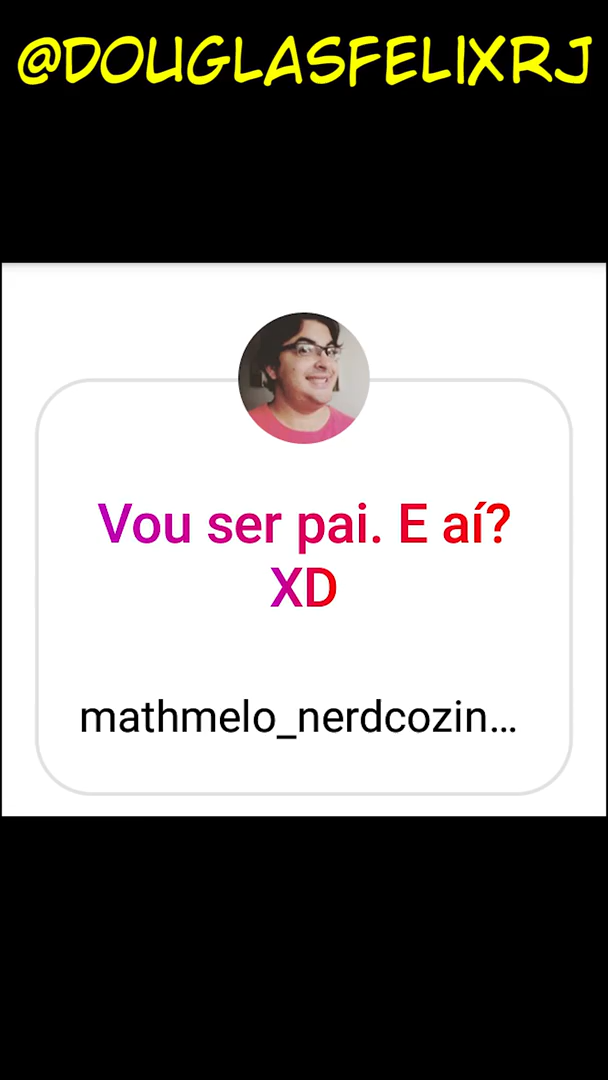 @DOUGLASFELIXRJ
Vou ser pai. E aí?
XD
mathmelo_nerdcozin...